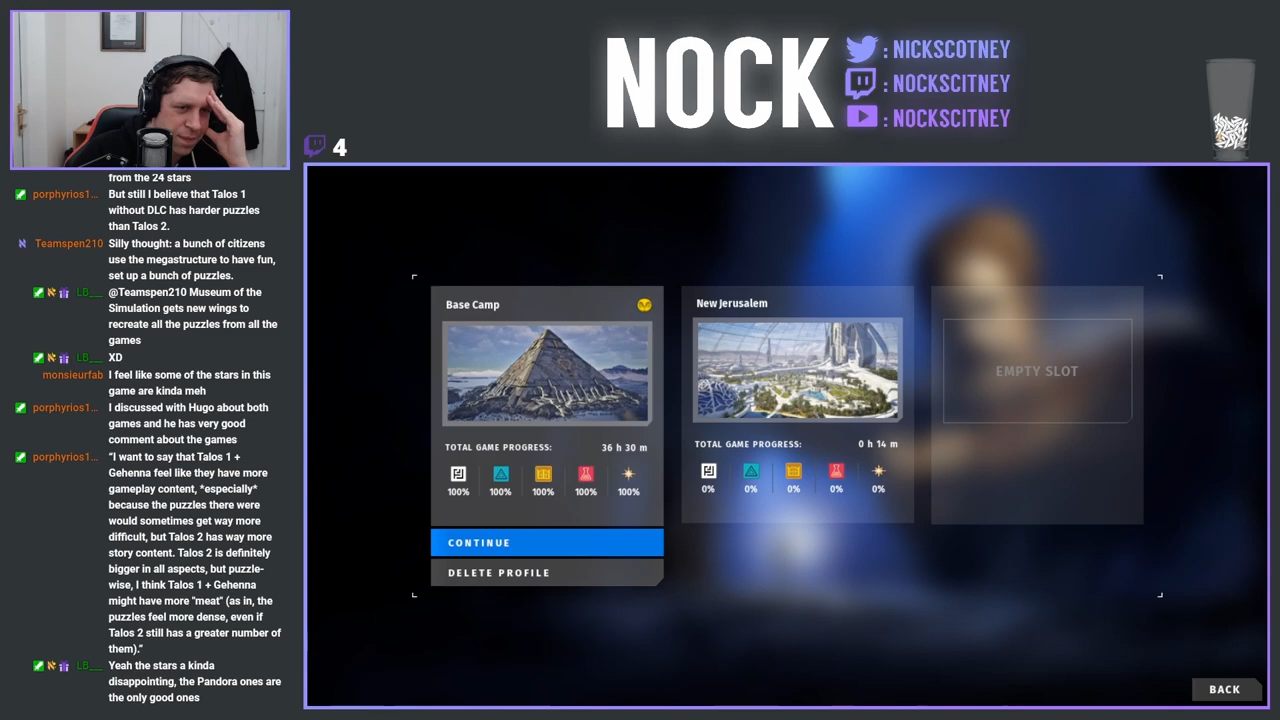 NOCK
: NICKSCOTNEY
: NOCKSCITNEY
: NOCKSCITNEY
4
from the 24 stars
porphyrios1... But still I believe that Talos 1
without DLC has harder puzzles
than Talos 2.
Teamspen210 Silly thought: a bunch of citizens
use the megastructure to have fun,
set up a bunch of puzzles.
LB__ @Teamspen210 Museum of the
Simulation gets new wings to
recreate all the puzzles from all the
games
LB__ XD
monsieurfab I feel like some of the stars in this
game are kinda meh
porphyrios1... I discussed with Hugo about both
games and he has very good
comment about the games
porphyrios1... “I want to say that Talos 1 +
Gehenna feel like they have more
gameplay content, *especially*
because the puzzles there were
would sometimes get way more
difficult, but Talos 2 has way more
story content. Talos 2 is definitely
bigger in all aspects, but puzzle-
wise, I think Talos 1 + Gehenna
might have more "meat" (as in, the
puzzles feel more dense, even if
Talos 2 still has a greater number of
them).”
LB__ Yeah the stars a kinda
disappointing, the Pandora ones are
the only good ones
Base Camp
TOTAL GAME PROGRESS: 36 h 30 m
100% 100% 100% 100% 100%
CONTINUE
DELETE PROFILE
New Jerusalem
TOTAL GAME PROGRESS: 0 h 14 m
0% 0% 0% 0% 0%
EMPTY SLOT
BACK